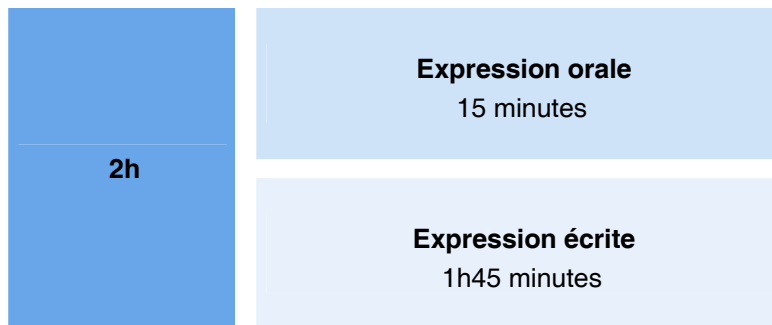 2h
Expression orale
15 minutes
Expression écrite
1h45 minutes